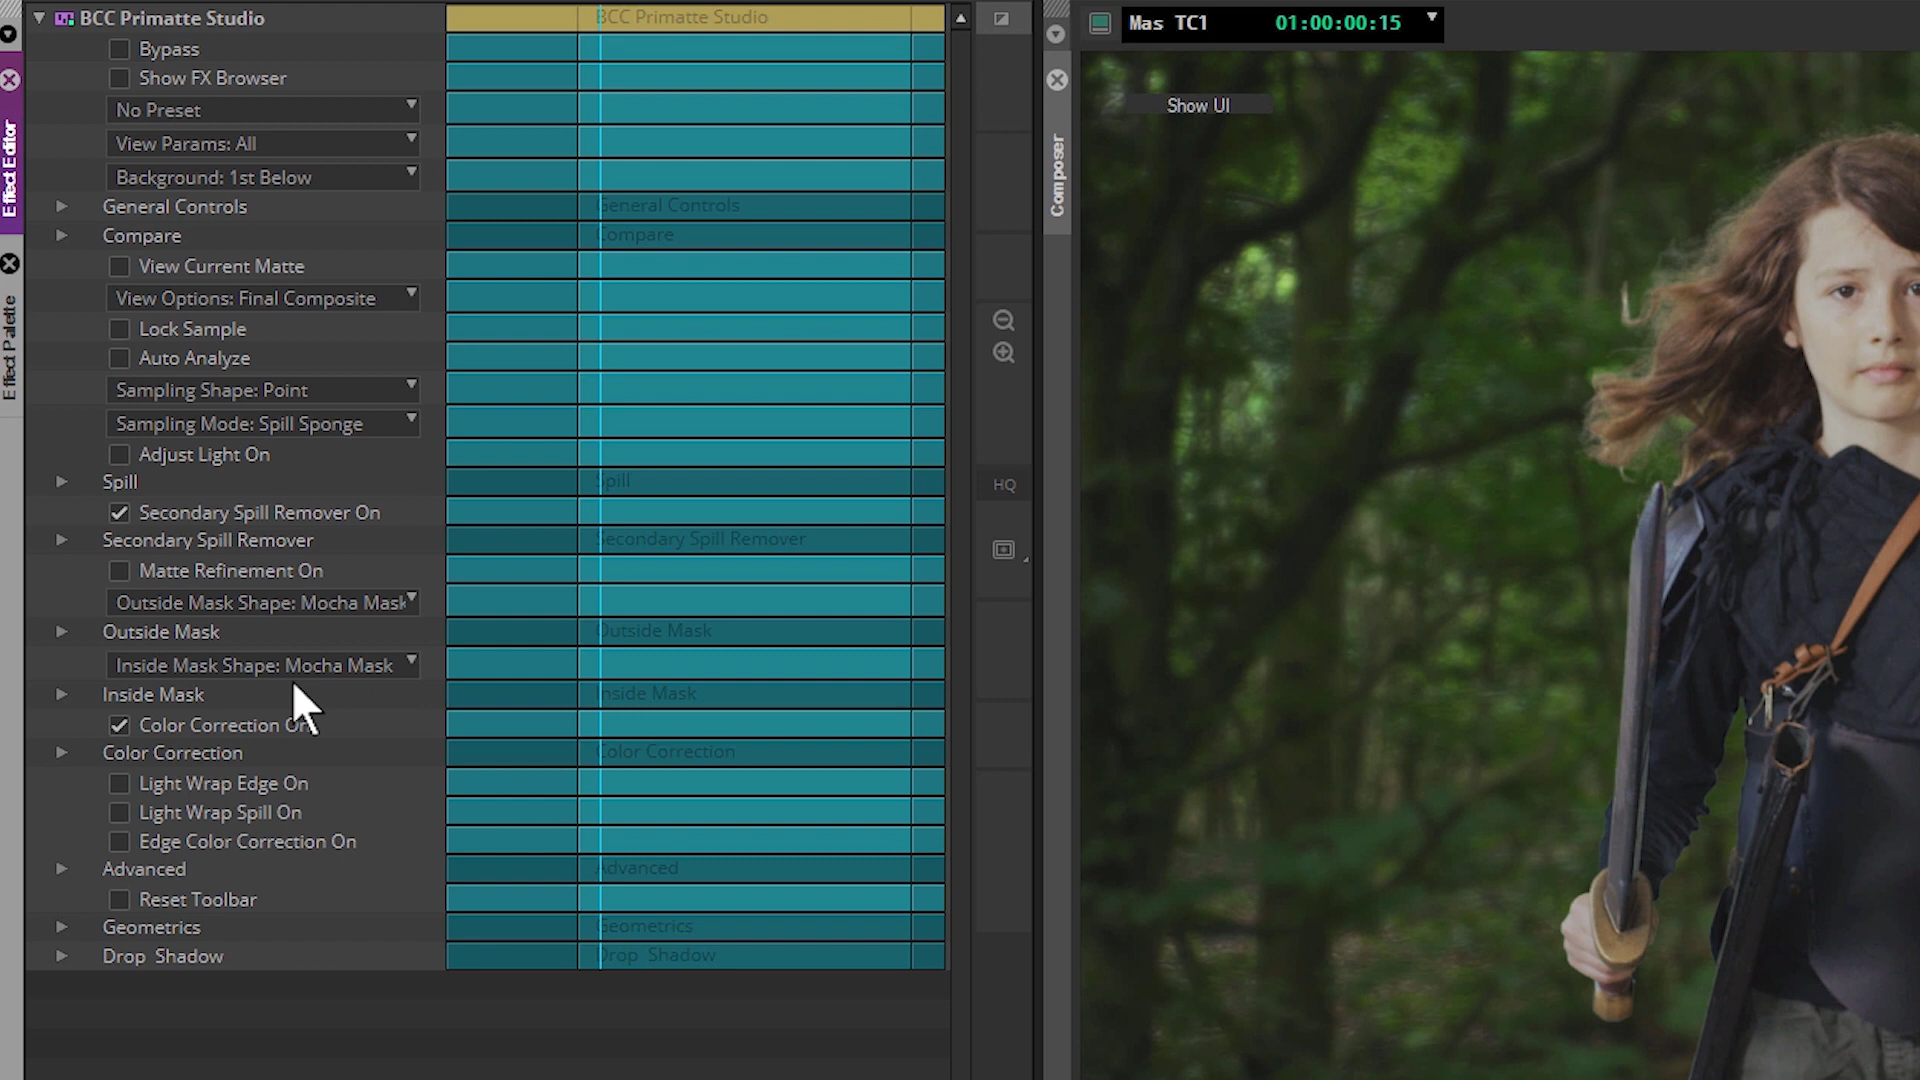 BCC Primatte Studio
BCC Primatte Studio
Bypass
Show FX Browser
No Preset
View Params: All
Background: 1st Below
General Controls
General Controls
Compare
Compare
View Current Matte
View Options: Final Composite
Lock Sample
Auto Analyze
Sampling Shape: Point
Sampling Mode: Spill Sponge
Adjust Light On
Spill
Spill
Secondary Spill Remover On
Secondary Spill Remover
Secondary Spill Remover
Matte Refinement On
Outside Mask Shape: Mocha Mask
Outside Mask
Outside Mask
Inside Mask Shape: Mocha Mask
Inside Mask
Inside Mask
Color Correction On
Color Correction
Color Correction
Light Wrap Edge On
Light Wrap Spill On
Edge Color Correction On
Advanced
Advanced
Reset Toolbar
Geometrics
Geometrics
Drop Shadow
Drop Shadow
Effect Editor
Effect Palette
HQ
Composer
Mas TC1 01:00:00:15
Show UI